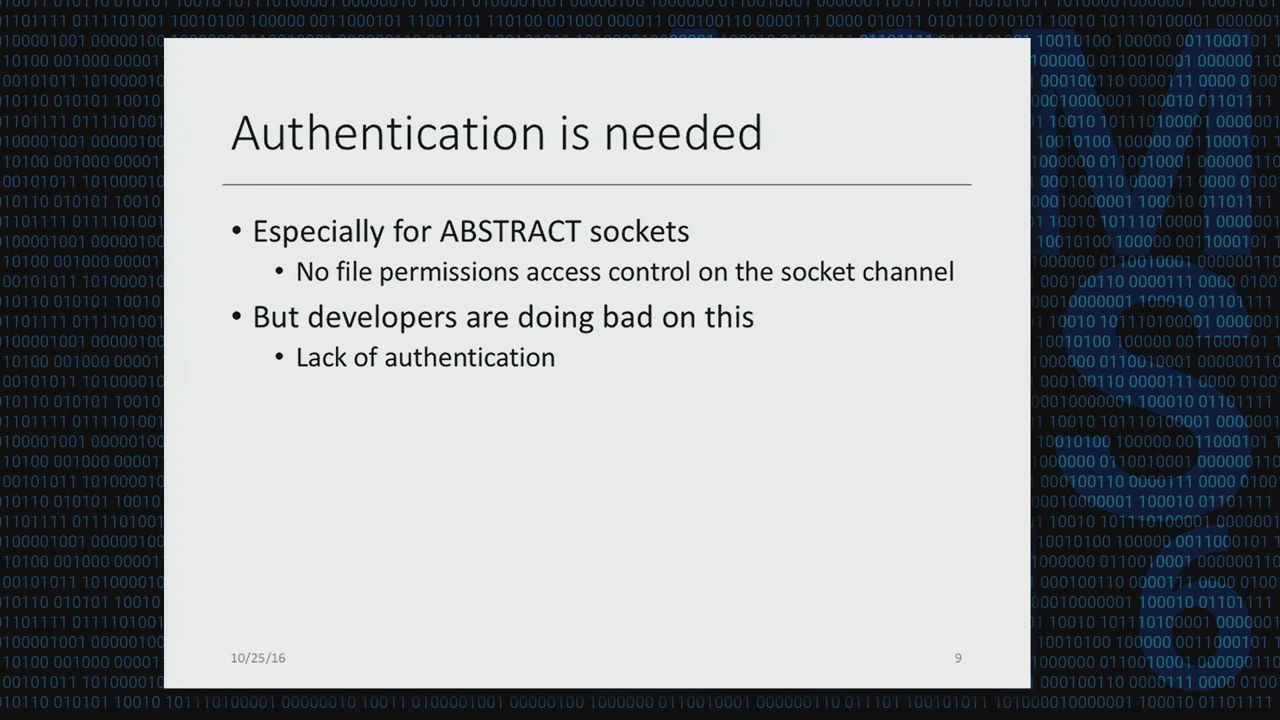 Authentication is needed
• Especially for ABSTRACT sockets
• No file permissions access control on the socket channel
• But developers are doing bad on this
• Lack of authentication
10/25/16
9